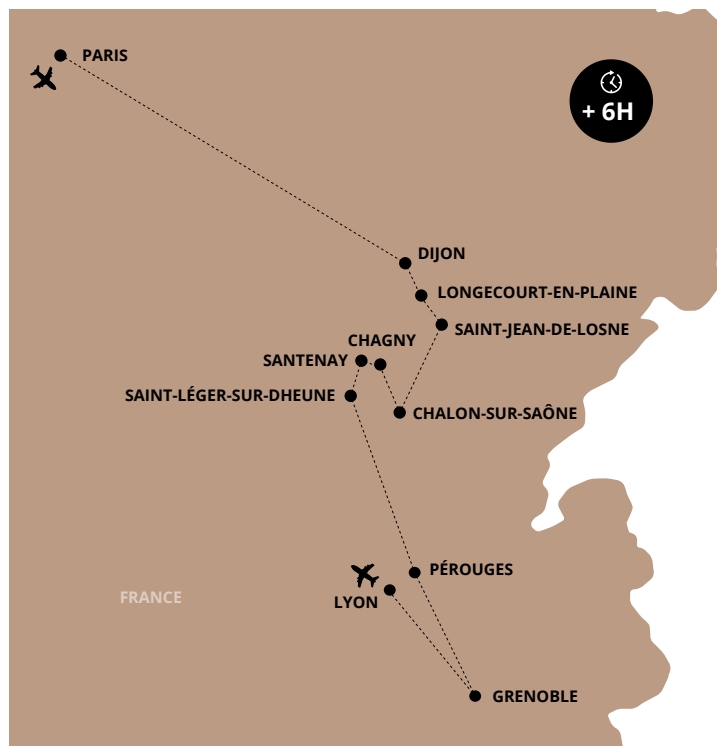 PARIS
+ 6H
DIJON
LONGECOURT-EN-PLAINE
SAINT-JEAN-DE-LOSNE
CHAGNY
SANTENAY
SAINT-LÉGER-SUR-DHEUNE
CHALON-SUR-SAÔNE
PÉROUGES
FRANCE
LYON
GRENOBLE